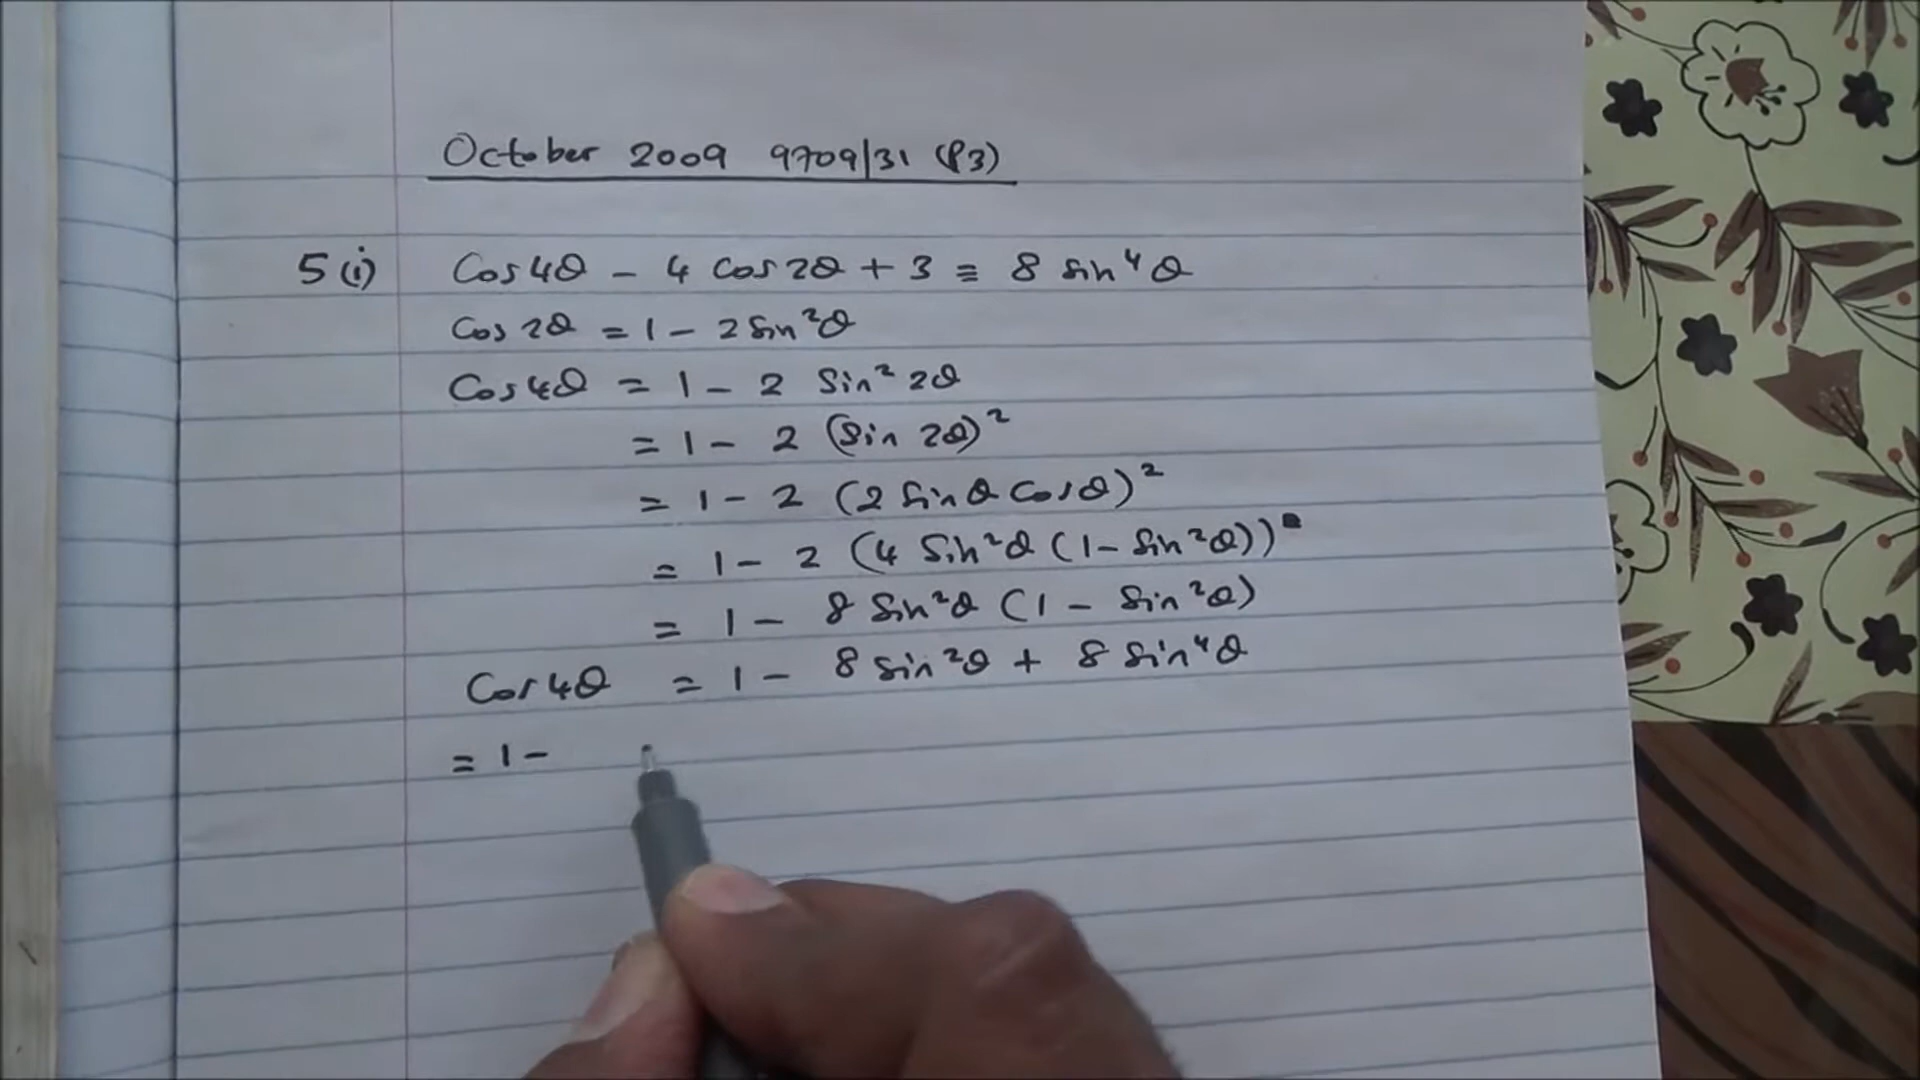 October 2009 9709/31 (P3)
5 (i) Cos 4θ - 4 cos 2θ + 3 ≡ 8 sin⁴ θ
Cos 2θ = 1 - 2 Sin²θ
Cos 4θ = 1 - 2 Sin² 2θ
= 1 - 2 (Sin 2θ)²
= 1 - 2 (2 Sin θ Cos θ)²
= 1 - 2 (4 Sin²θ (1 - Sin²θ))
= 1 - 8 Sin²θ (1 - Sin²θ)
Cos 4θ = 1 - 8 Sin²θ + 8 Sin⁴θ
= 1 -